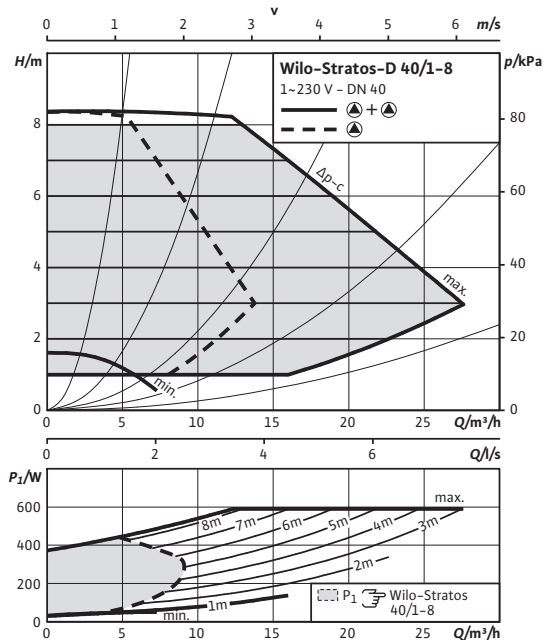 v
0 1 2 3 4 5 6 m/s
H/m
p/kPa
Wilo-Stratos-D 40/1-8
1~230 V - DN 40
+
8
80
Δp-c
6
60
4
40
max.
2
20
min.
0
0
0 5 10 15 20 25 Q/m³/h
0 2 4 6 Q/l/s
P₁/W
max.
600
8m 7m 6m 5m 4m 3m
400
2m
200
1m
P₁ Wilo-Stratos
40/1-8
min.
0
0 5 10 15 20 25 Q/m³/h